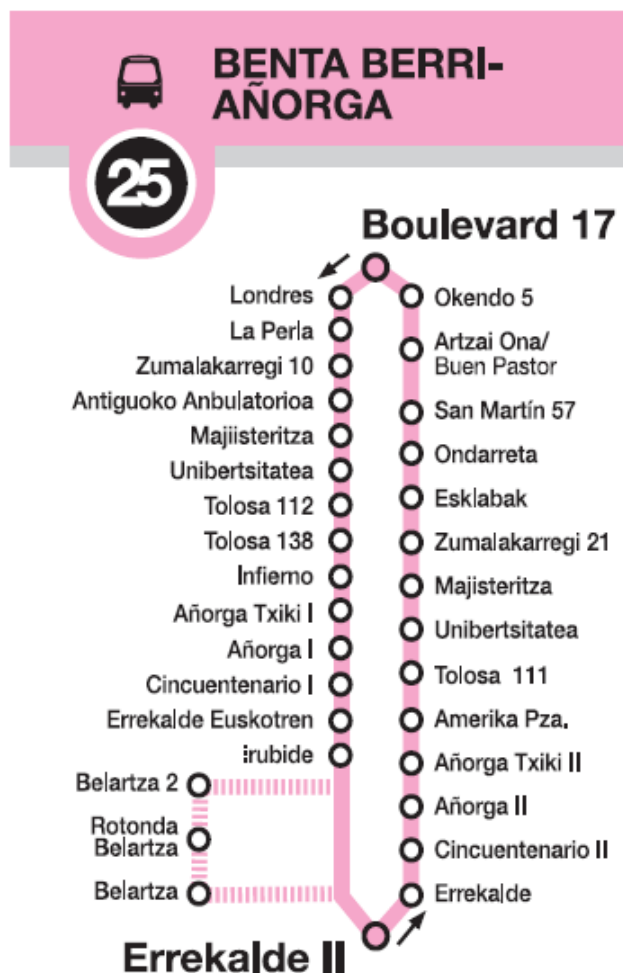 BENTA BERRI-
AÑORGA
25
Boulevard 17
Londres
La Perla
Zumalakarregi 10
Antiguoko Anbulatorioa
Majiisteritza
Unibertsitatea
Tolosa 112
Tolosa 138
Infierno
Añorga Txiki I
Añorga I
Cincuentenario I
Errekalde Euskotren
irubide
Belartza 2
Rotonda
Belartza
Belartza
Okendo 5
Artzai Ona/
Buen Pastor
San Martín 57
Ondarreta
Esklabak
Zumalakarregi 21
Majisteritza
Unibertsitatea
Tolosa 111
Amerika Pza.
Añorga Txiki II
Añorga II
Cincuentenario II
Errekalde
Errekalde II